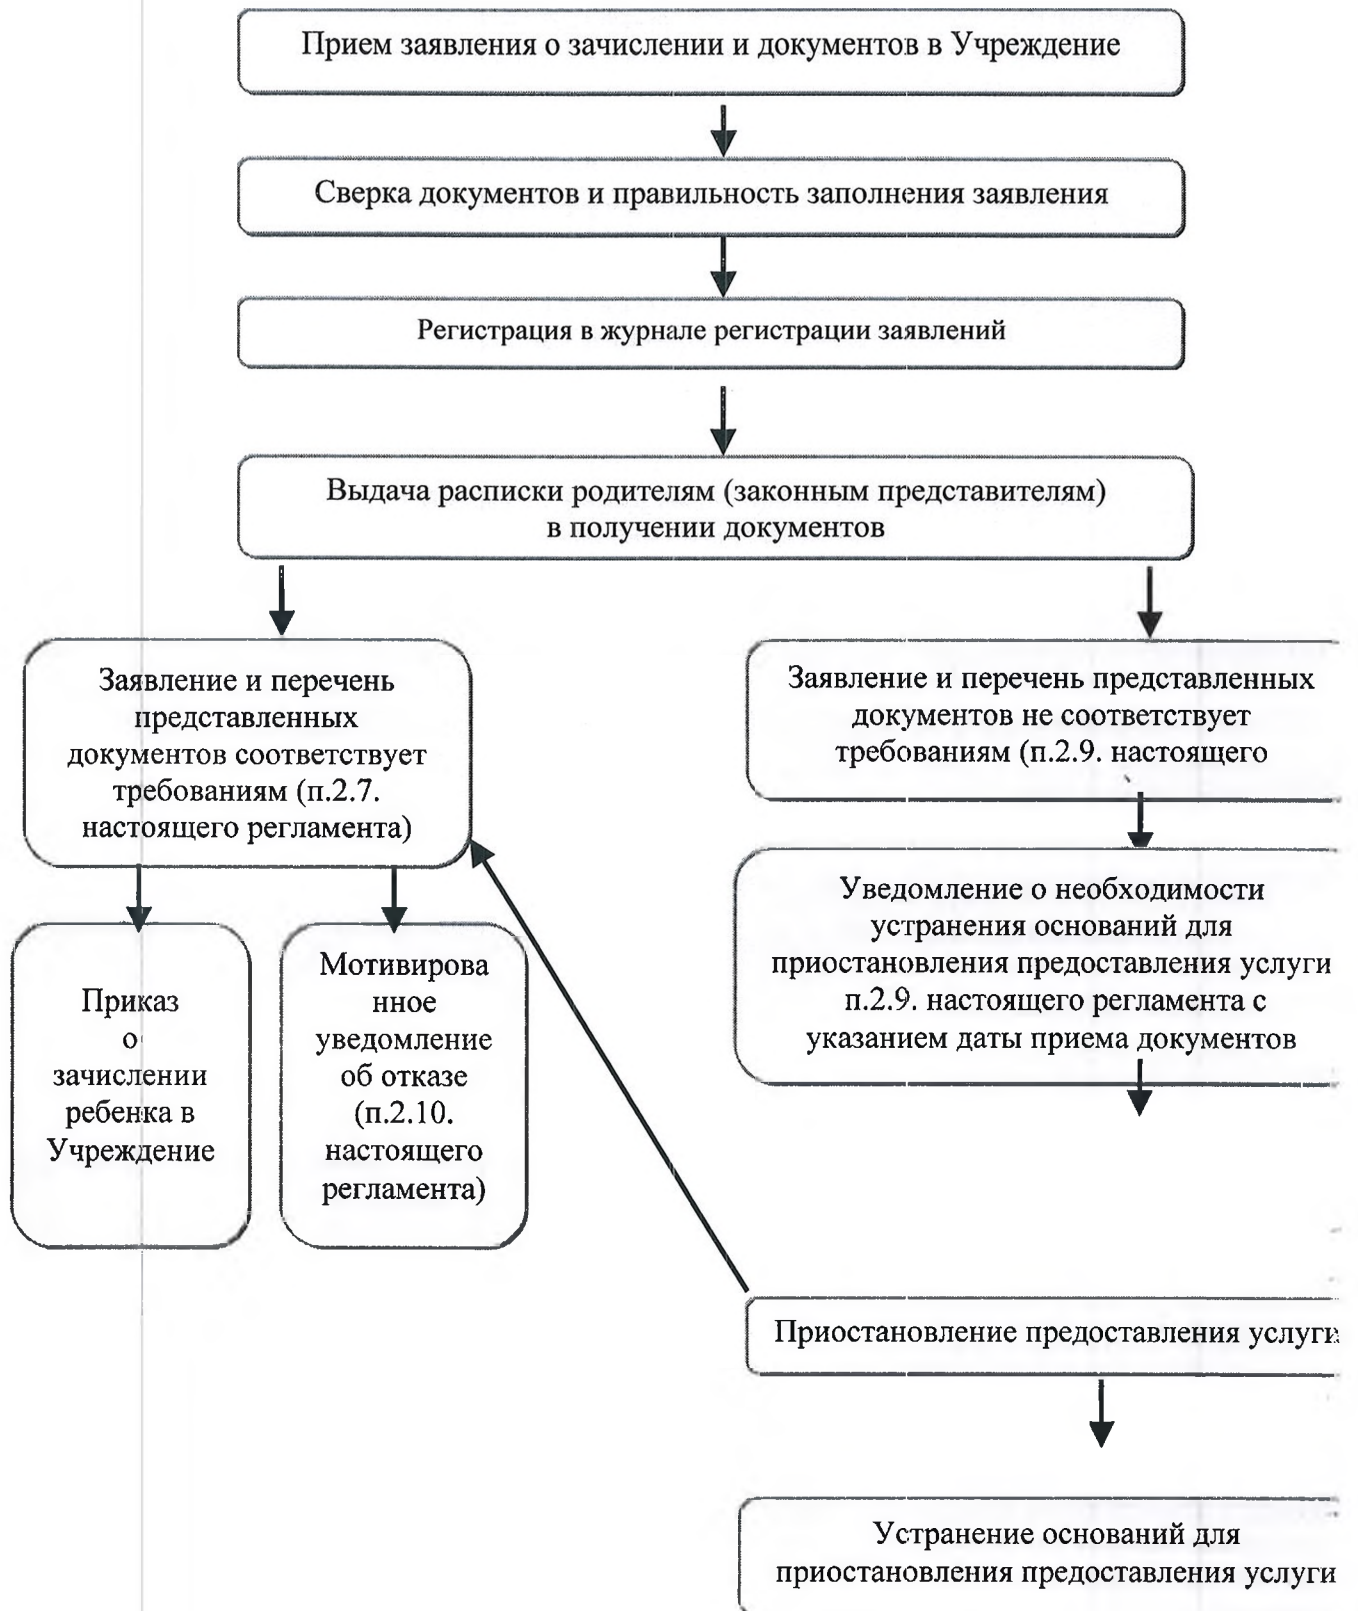 Прием заявления о зачислении и документов в Учреждение
Сверка документов и правильность заполнения заявления
Регистрация в журнале регистрации заявлений
Выдача расписки родителям (законным представителям)
в получении документов
Заявление и перечень
представленных
документов соответствует
требованиям (п.2.7.
настоящего регламента)
Заявление и перечень представленных
документов не соответствует
требованиям (п.2.9. настоящего
Приказ
о
зачислении
ребенка в
Учреждение
Мотивирова
нное
уведомление
об отказе
(п.2.10.
настоящего
регламента)
Уведомление о необходимости
устранения оснований для
приостановления предоставления услуги
п.2.9. настоящего регламента с
указанием даты приема документов
Приостановление предоставления услуги
Устранение оснований для
приостановления предоставления услуги